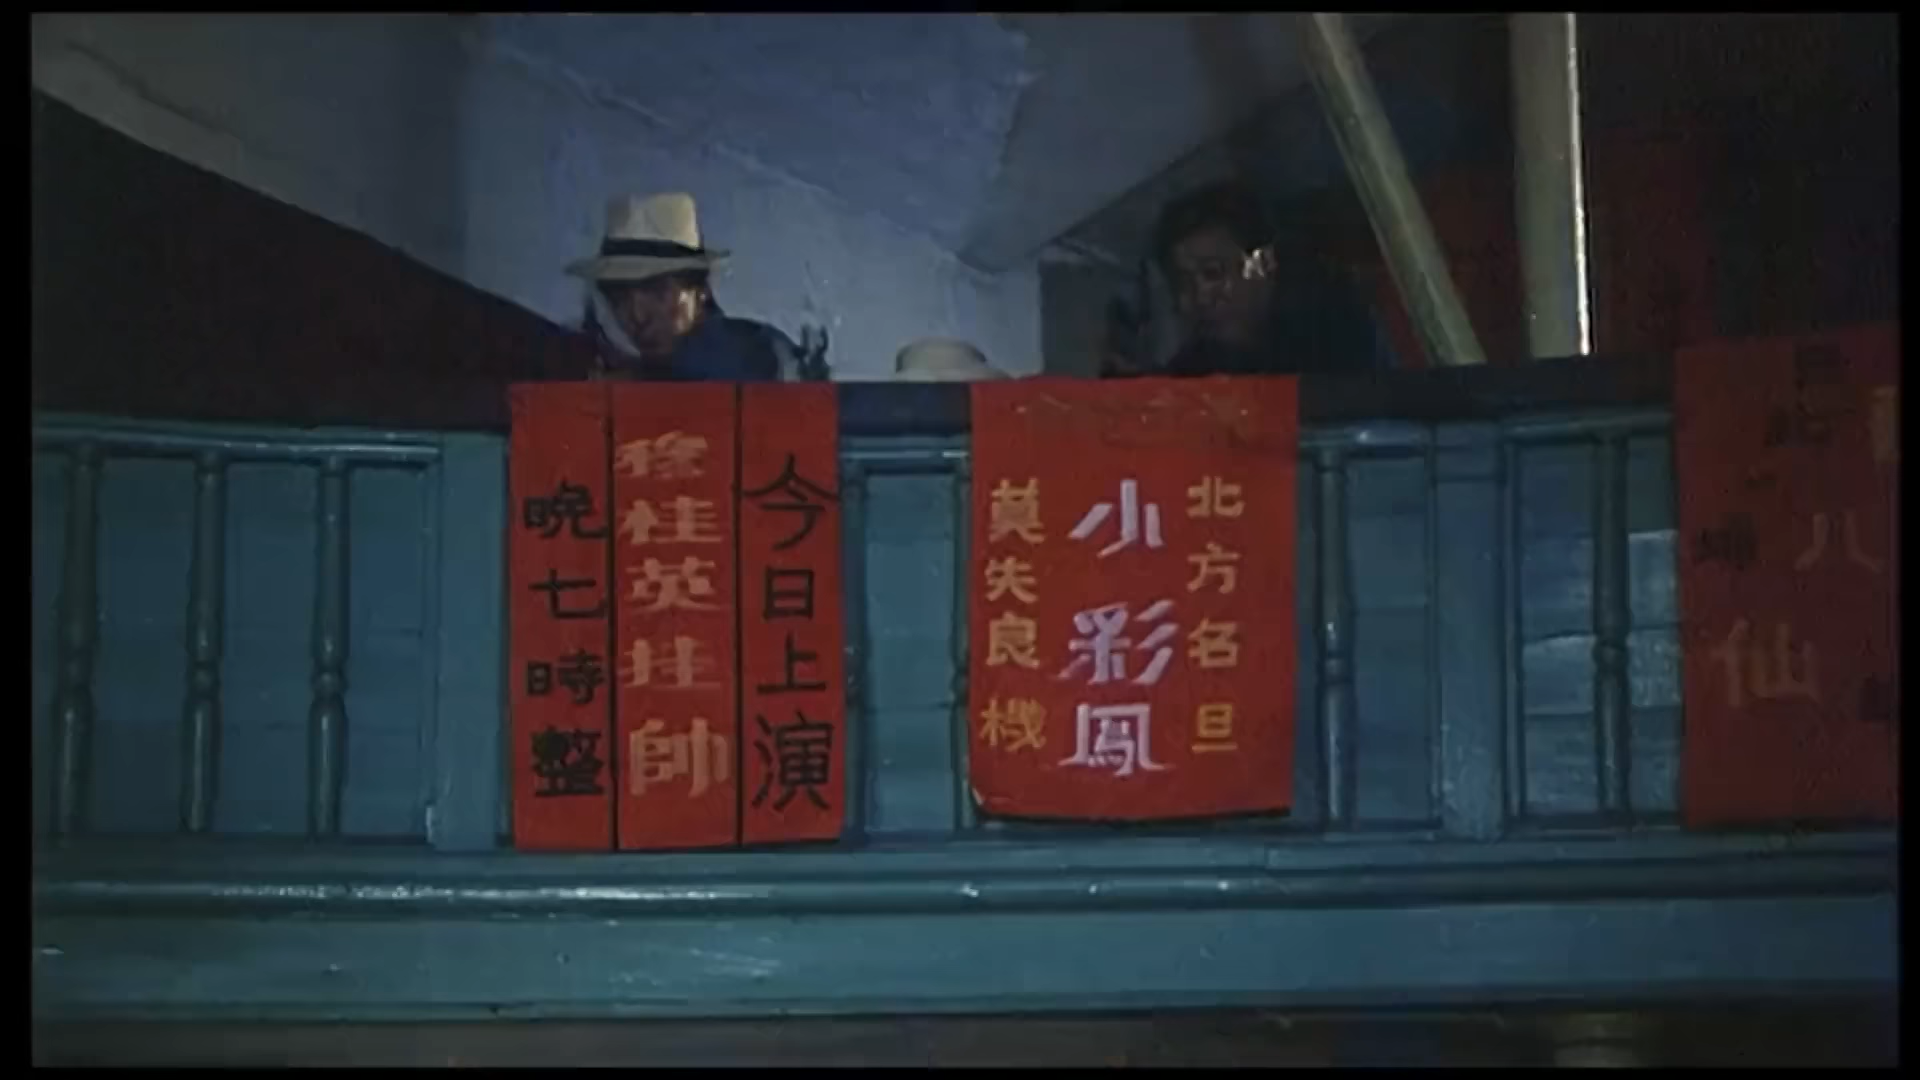 八仙
北方名旦
小彩鳳
莫失良機
今日上演
穆桂英挂帥
晚七時整